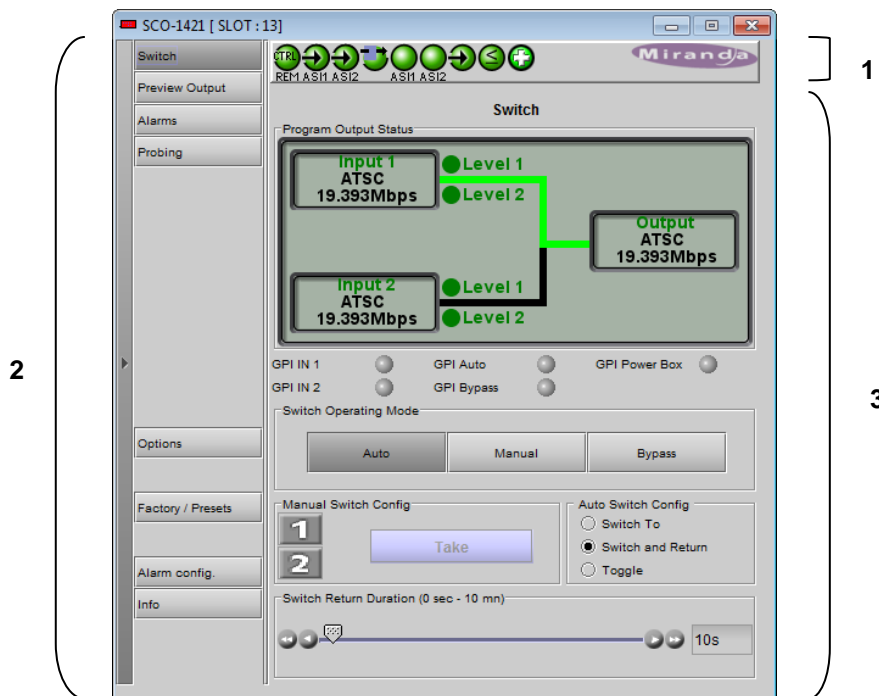 SCO-1421 [ SLOT : 13]
Switch
Preview Output
Alarms
Probing
Options
Factory / Presets
Alarm config.
Info
CTRL
REM ASI1 ASI2 ASI1 ASI2
Miranda
1
2
3
Switch
Program Output Status
Input 1
ATSC
19.393Mbps
Level 1
Level 2
Output
ATSC
19.393Mbps
Input 2
ATSC
19.393Mbps
Level 1
Level 2
GPI IN 1
GPI Auto
GPI Power Box
GPI IN 2
GPI Bypass
Switch Operating Mode
Auto
Manual
Bypass
Manual Switch Config
1
2
Take
Auto Switch Config
Switch To
Switch and Return
Toggle
Switch Return Duration (0 sec - 10 mn)
10s